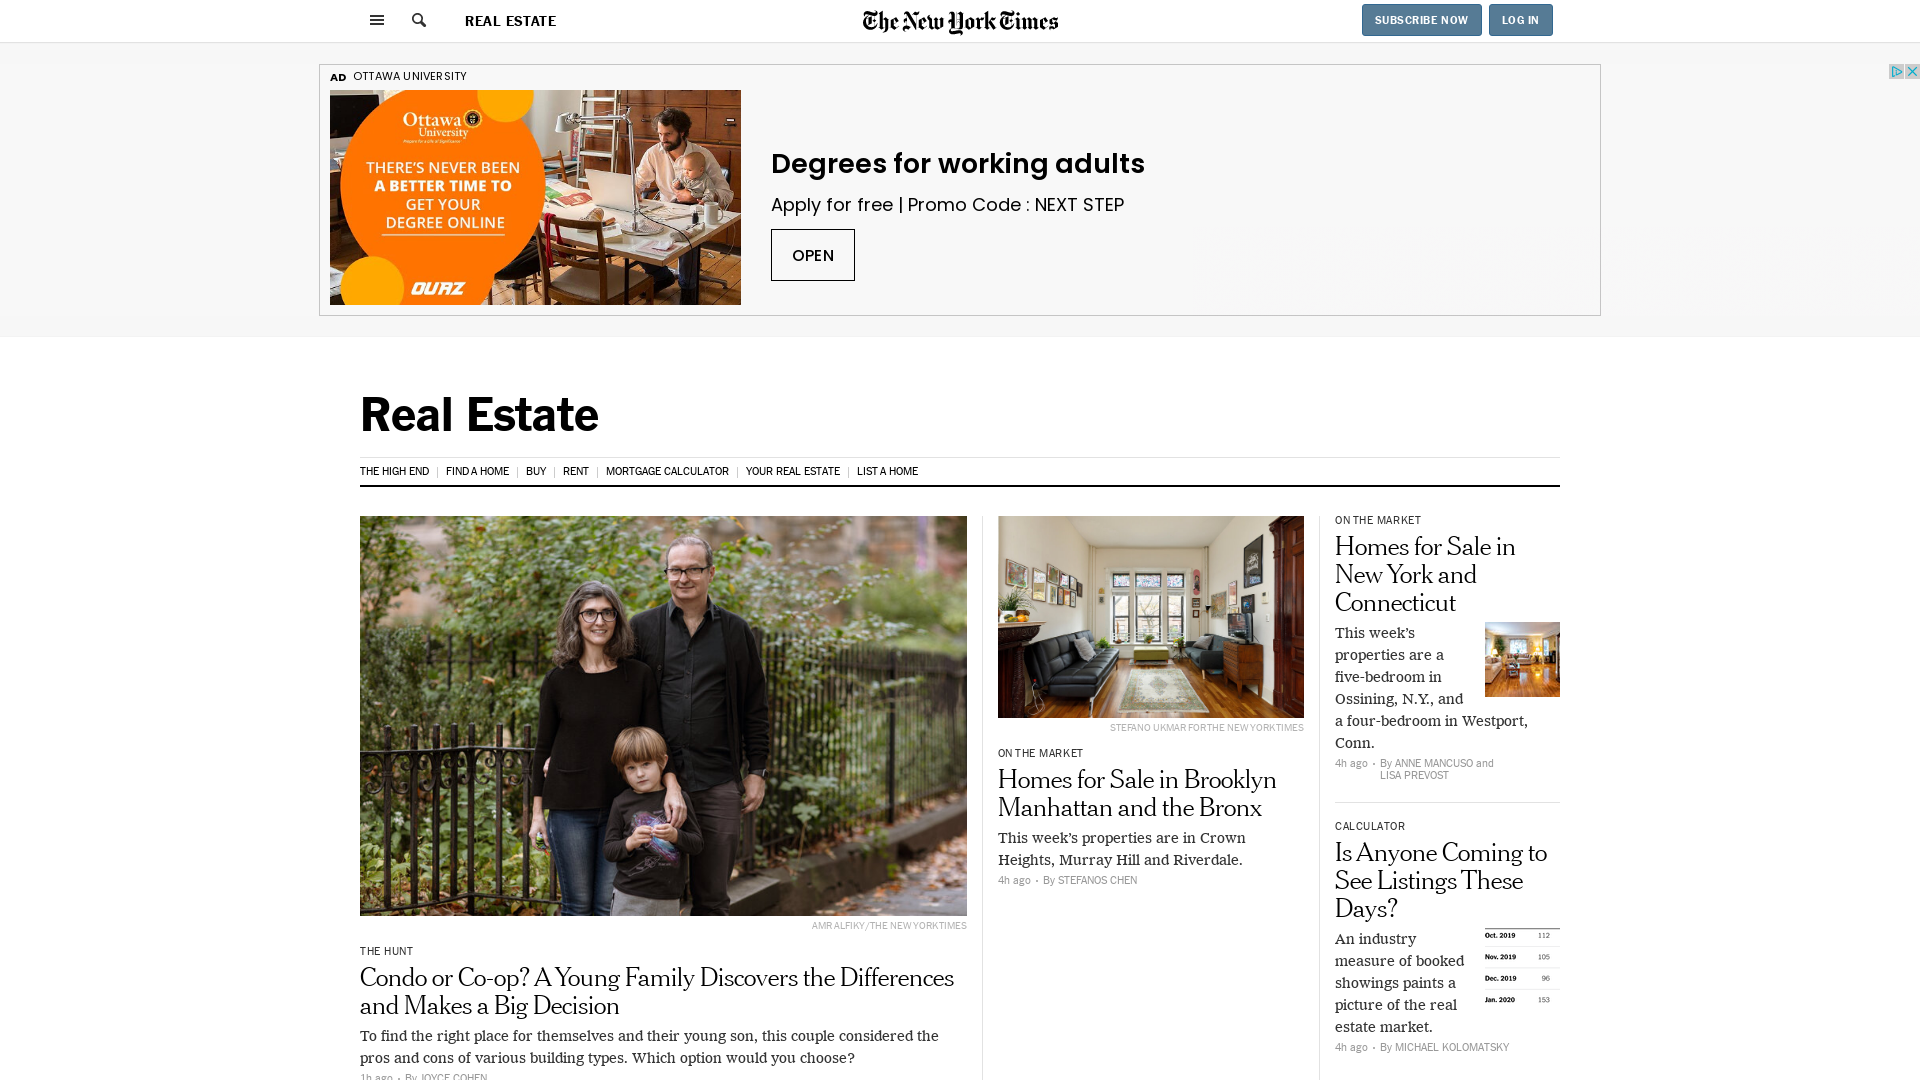 REAL ESTATE
The New York Times
SUBSCRIBE NOW
LOG IN
AD OTTAWA UNIVERSITY
Ottawa
University
THERE'S NEVER BEEN
A BETTER TIME TO
GET YOUR
DEGREE ONLINE
OUAZ
Degrees for working adults
Apply for free | Promo Code : NEXT STEP
OPEN
Real Estate
THE HIGH END
FIND A HOME
BUY
RENT
MORTGAGE CALCULATOR
YOUR REAL ESTATE
LIST A HOME
AMR ALFIKY/THE NEW YORK TIMES
THE HUNT
Condo or Co-op? A Young Family Discovers the Differences
and Makes a Big Decision
To find the right place for themselves and their young son, this couple considered the
pros and cons of various building types. Which option would you choose?
1h ago • By JOYCE COHEN
STEFANO UKMAR FOR THE NEW YORK TIMES
ON THE MARKET
Homes for Sale in Brooklyn
Manhattan and the Bronx
This week’s properties are in Crown
Heights, Murray Hill and Riverdale.
4h ago • By STEFANOS CHEN
ON THE MARKET
Homes for Sale in
New York and
Connecticut
This week’s
properties are a
five-bedroom in
Ossining, N.Y., and
a four-bedroom in Westport,
Conn.
4h ago • By ANNE MANCUSO and
LISA PREVOST
CALCULATOR
Is Anyone Coming to
See Listings These
Days?
An industry
measure of booked
showings paints a
picture of the real
estate market.
Oct. 2019 112
Nov. 2019 105
Dec. 2019 96
Jan. 2020 153
4h ago • By MICHAEL KOLOMATSKY